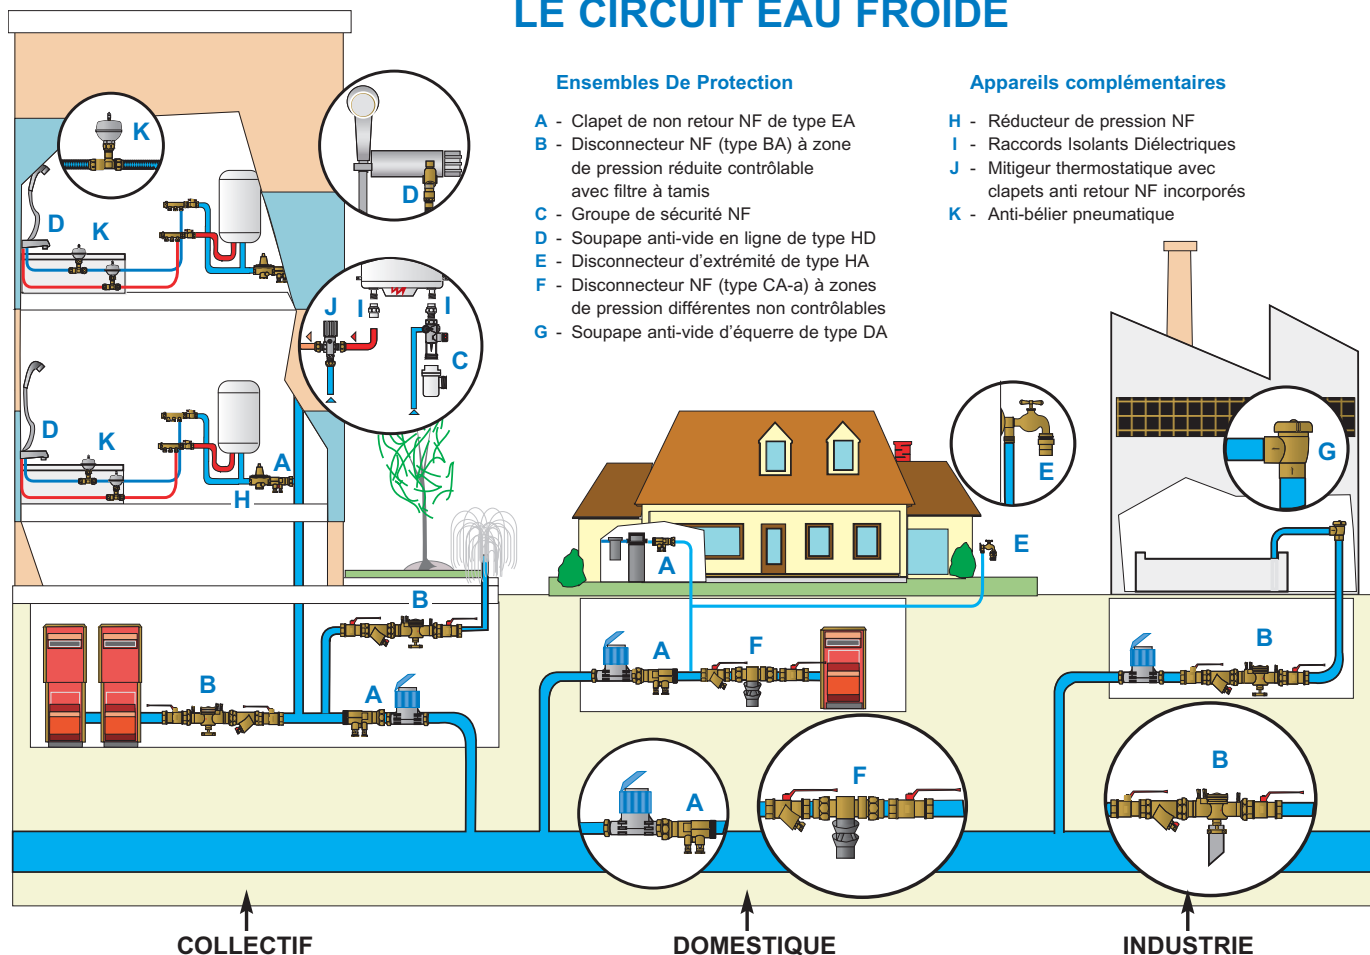 LE CIRCUIT EAU FROIDE
Ensembles De Protection
A - Clapet de non retour NF de type EA
B - Disconnecteur NF (type BA) à zone
de pression réduite contrôlable
avec filtre à tamis
C - Groupe de sécurité NF
D - Soupape anti-vide en ligne de type HD
E - Disconnecteur d'extrémité de type HA
F - Disconnecteur NF (type CA-a) à zones
de pression différentes non contrôlables
G - Soupape anti-vide d'équerre de type DA
Appareils complémentaires
H - Réducteur de pression NF
I - Raccords Isolants Diélectriques
J - Mitigeur thermostatique avec
clapets anti retour NF incorporés
K - Anti-bélier pneumatique
K
D
D
K
J
I
I
C
D
K
A
H
G
E
E
A
B
B
A
A
F
B
A
F
B
COLLECTIF
DOMESTIQUE
INDUSTRIE